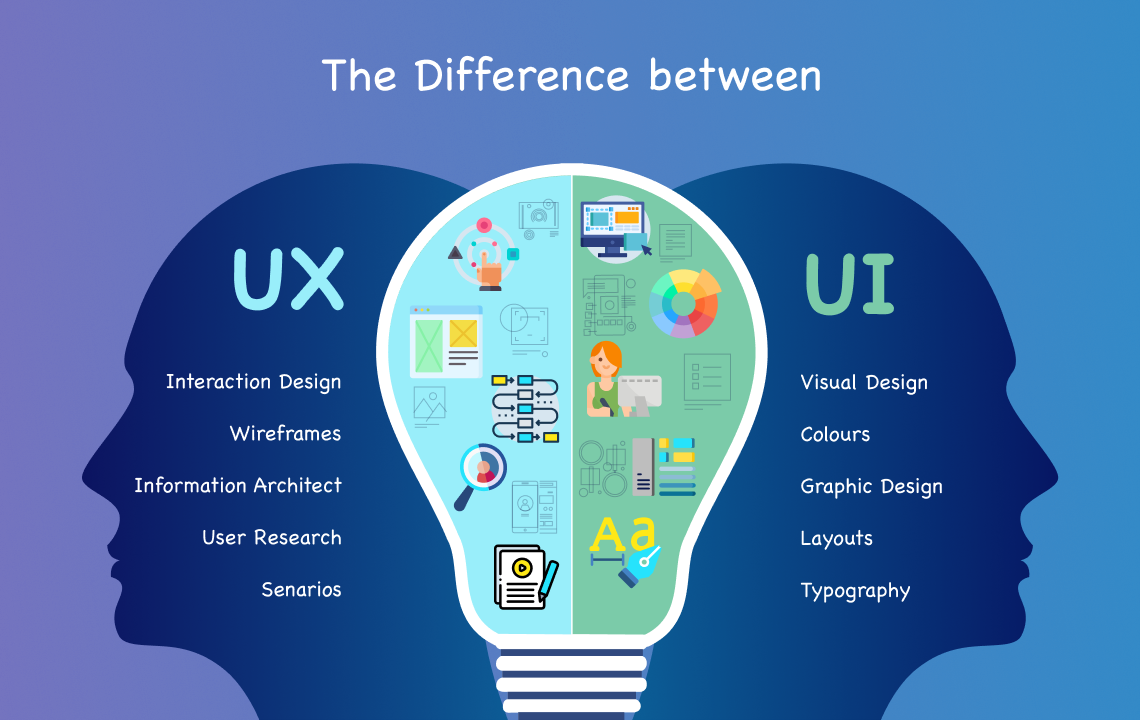 The Difference between
UX
Interaction Design
Wireframes
Information Architect
User Research
Senarios
UI
Visual Design
Colours
Graphic Design
Layouts
Typography
Aa